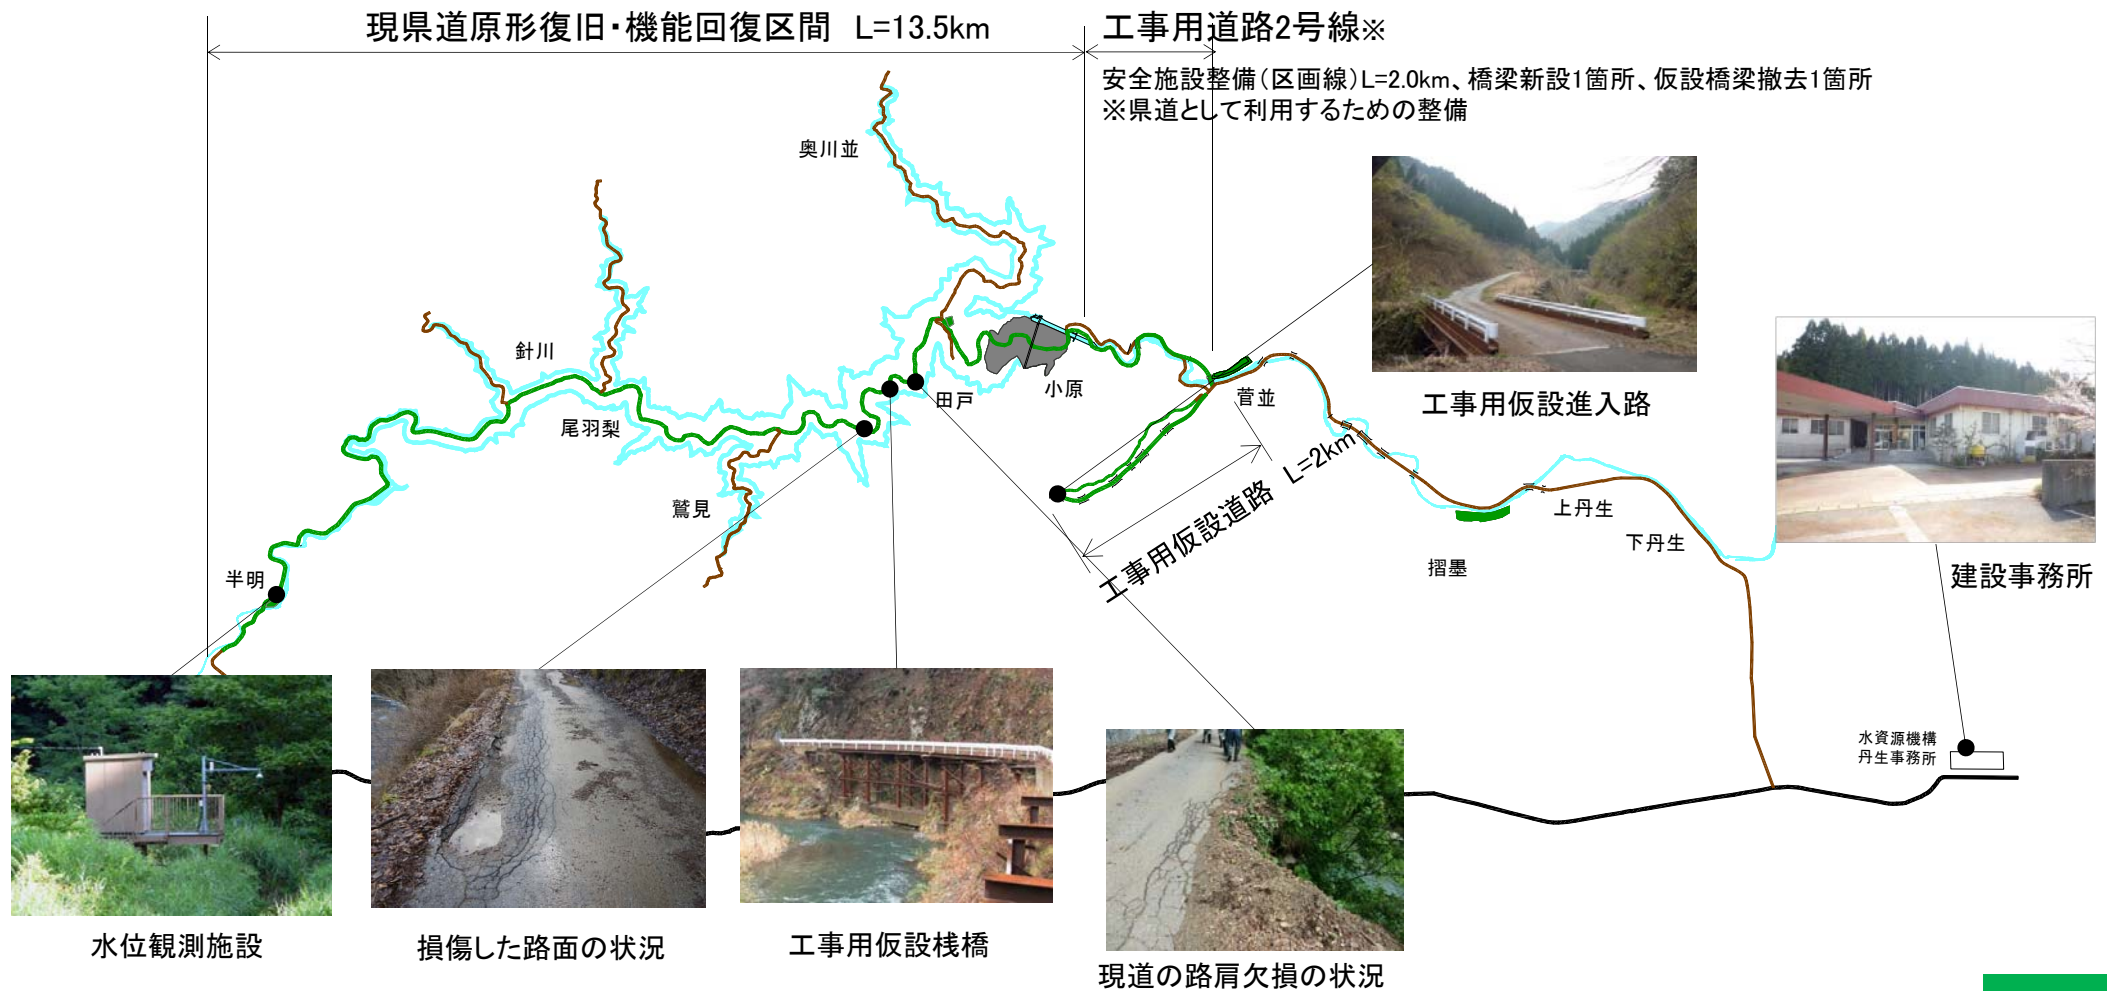 現県道原形復旧・機能回復区間 L=13.5km
工事用道路2号線※
安全施設整備（区画線）L=2.0km、橋梁新設1箇所、仮設橋梁撤去1箇所
※県道として利用するための整備
奥川並
針川
尾羽梨
鷲見
半明
田戸
小原
菅並
工事用仮設道路 L=2km
工事用仮設進入路
上丹生
下丹生
摺墨
建設事務所
水資源機構
丹生事務所
水位観測施設
損傷した路面の状況
工事用仮設桟橋
現道の路肩欠損の状況